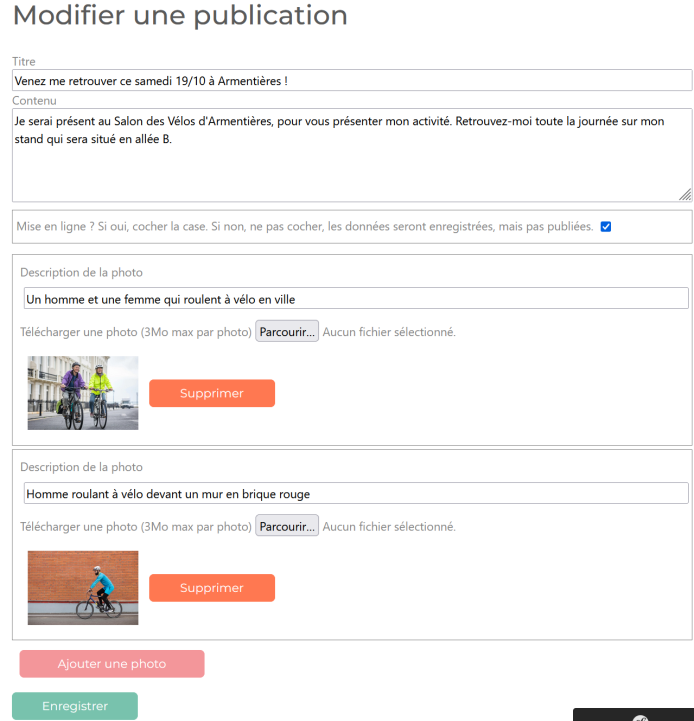 Modifier une publication
Titre
Venez me retrouver ce samedi 19/10 à Armentières !
Contenu
Je serai présent au Salon des Vélos d'Armentières, pour vous présenter mon activité. Retrouvez-moi toute la journée sur mon
stand qui sera situé en allée B.
Mise en ligne ? Si oui, cocher la case. Si non, ne pas cocher, les données seront enregistrées, mais pas publiées.
Description de la photo
Un homme et une femme qui roulent à vélo en ville
Télécharger une photo (3Mo max par photo) Parcourir... Aucun fichier sélectionné.
Supprimer
Description de la photo
Homme roulant à vélo devant un mur en brique rouge
Télécharger une photo (3Mo max par photo) Parcourir... Aucun fichier sélectionné.
Supprimer
Ajouter une photo
Enregistrer